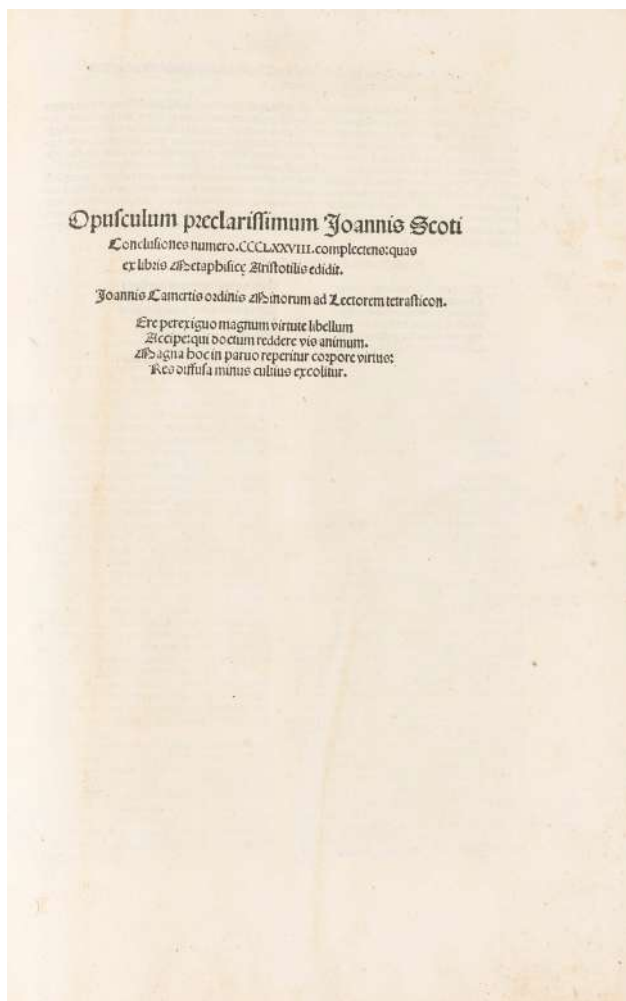 Opusculum preclarissimum Joannis Scoti
Conclusiones numero.CCCLXXVIII.complectens:quas
ex libris Metaphisicę Aristotilis edidit.
Joannis Camertis ordinis Minorum ad Lectorem tetrasticon.
Ere perexiguo magnum virtute libellum
Accipe:qui doctum reddere vis animum.
Magna hoc in paruo reperitur corpore virtus:
Res diffusa minus cultius excolitur.